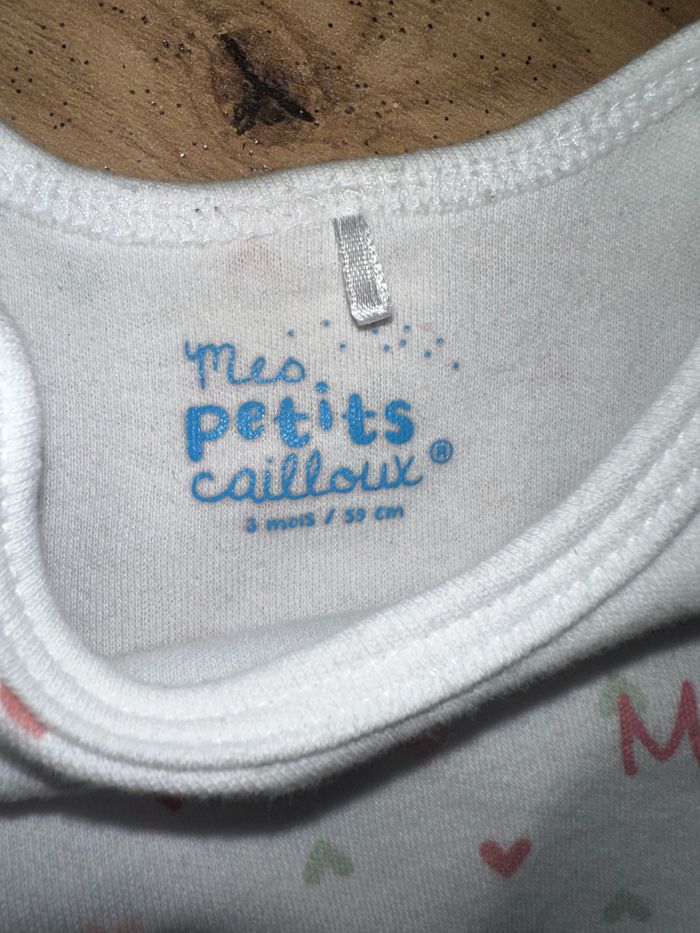 Mes
petits
cailloux®
3 mois / 59 cm
M